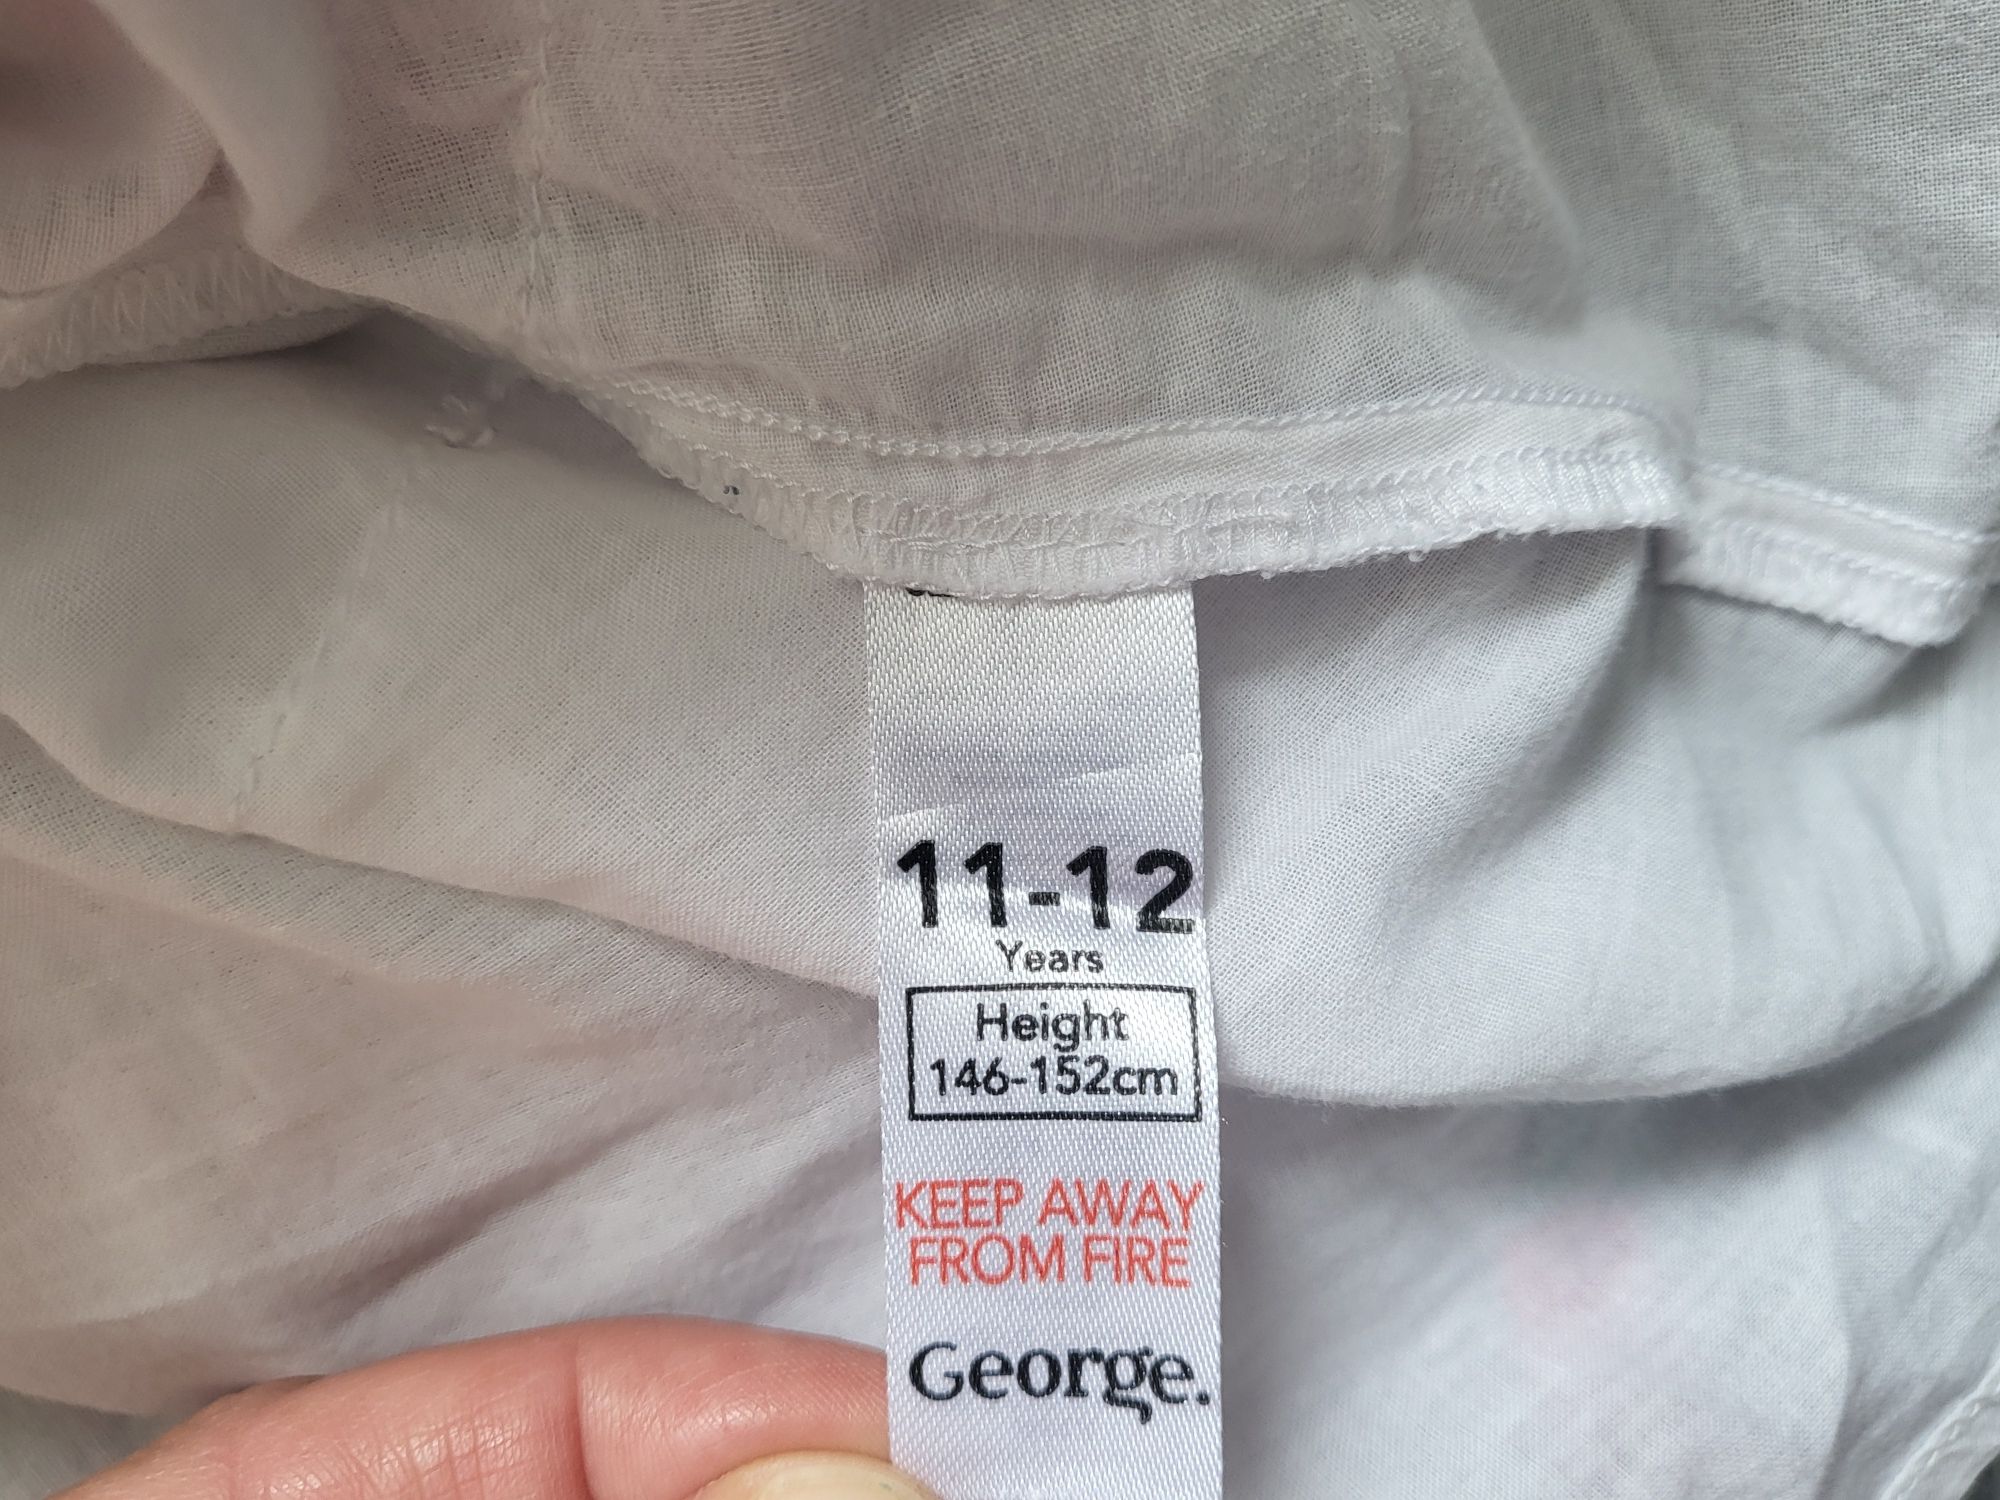 11-12
Years
Height
146-152cm
KEEP AWAY
FROM FIRE
George.